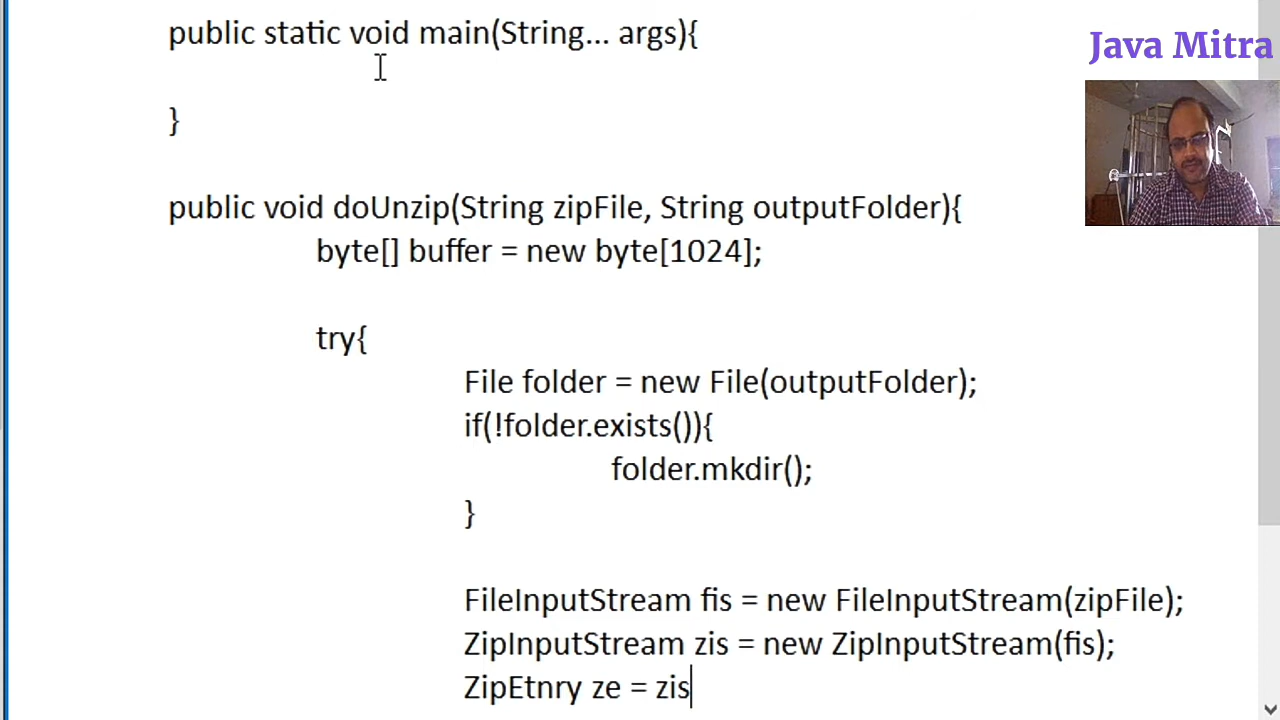 public static void main(String... args){
Java Mitra
}
public void doUnzip(String zipFile, String outputFolder){
byte[] buffer = new byte[1024];
try{
File folder = new File(outputFolder);
if(!folder.exists()){
folder.mkdir();
}
FileInputStream fis = new FileInputStream(zipFile);
ZipInputStream zis = new ZipInputStream(fis);
ZipEtnry ze = zis